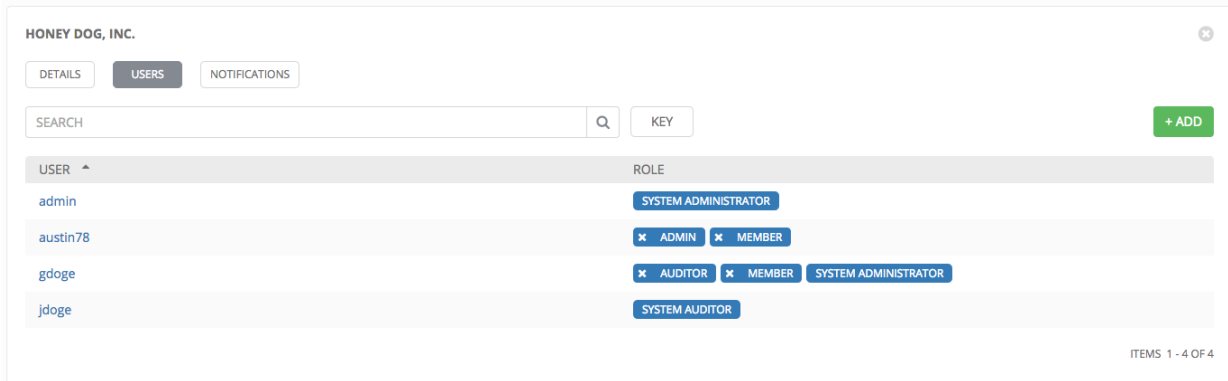 HONEY DOG, INC.
DETAILS USERS NOTIFICATIONS
SEARCH KEY + ADD
USER ROLE
admin SYSTEM ADMINISTRATOR
austin78 ADMIN MEMBER
gdoge AUDITOR MEMBER SYSTEM ADMINISTRATOR
jdoge SYSTEM AUDITOR
ITEMS 1 - 4 OF 4